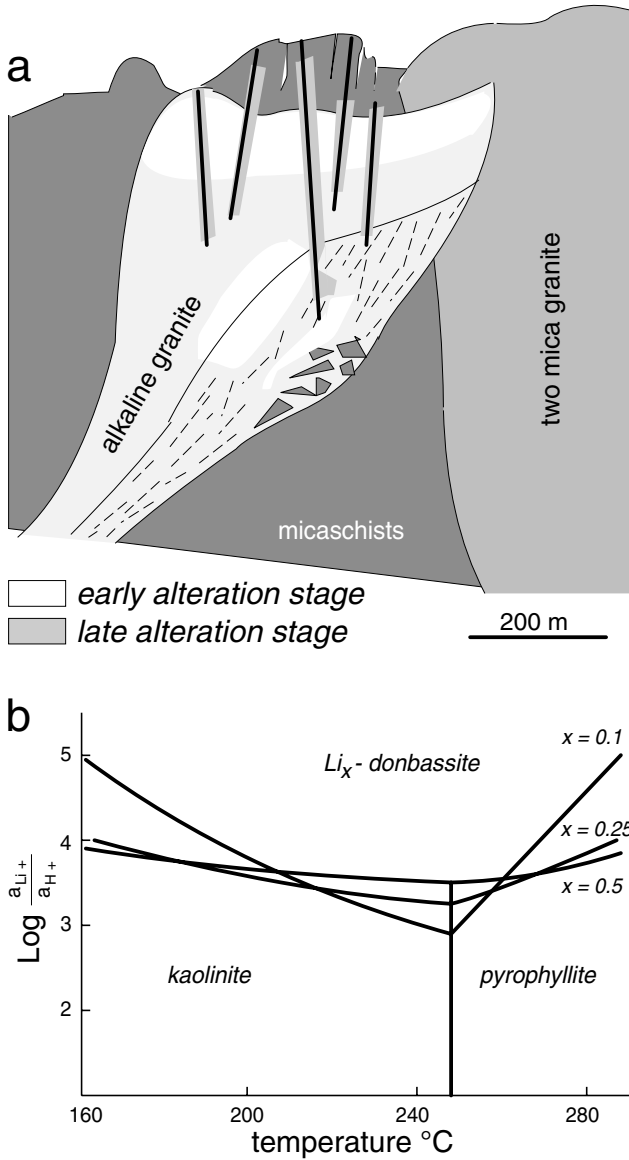 a
alkaline granite
two mica granite
micaschists
early alteration stage
late alteration stage
200 m
b
x = 0.1
5
Li x - donbassite
x = 0.25
4
x = 0.5
Log a Li + / a H +
3
kaolinite
pyrophyllite
2
160
200
240
280
temperature °C